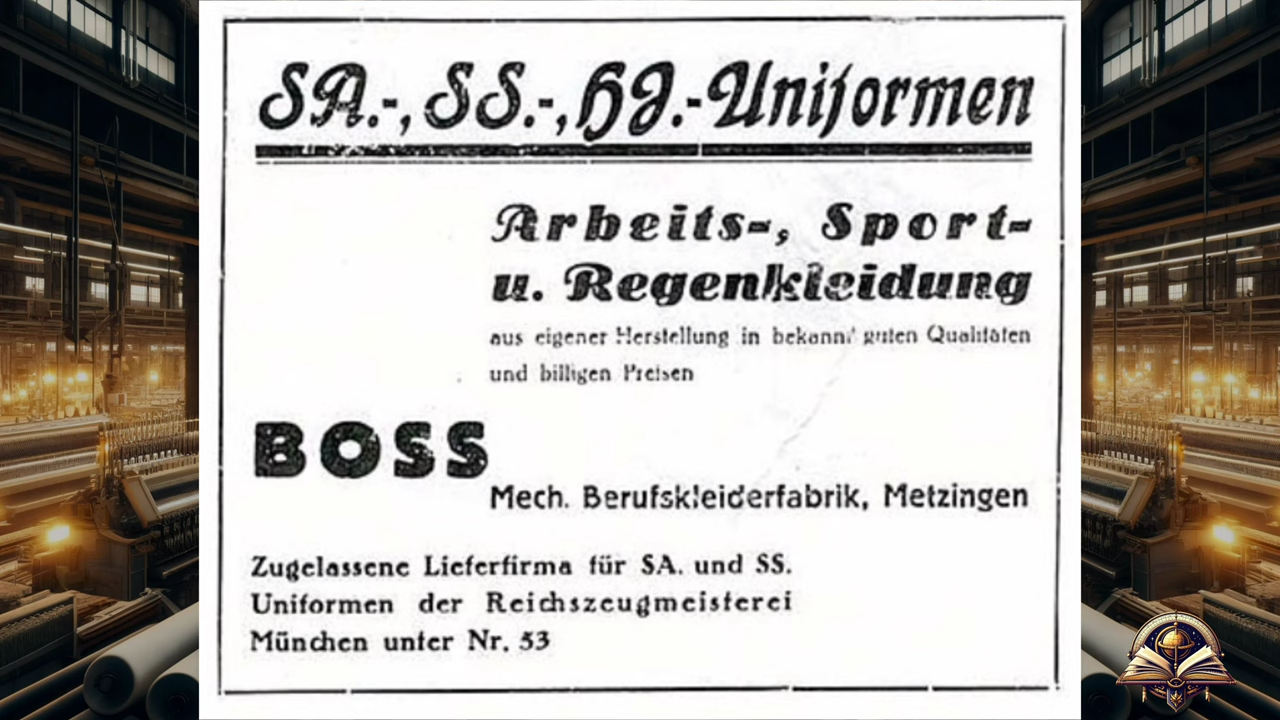 SA.-, SS.-, HJ.-Uniformen
Arbeits-, Sport-
u. Regenkleidung
aus eigener Herstellung in bekannt guten Qualitäten
und billigen Preisen
BOSS
Mech. Berufskleiderfabrik, Metzingen
Zugelassene Lieferfirma für SA. und SS.
Uniformen der Reichszeugmeisterei
München unter Nr. 53